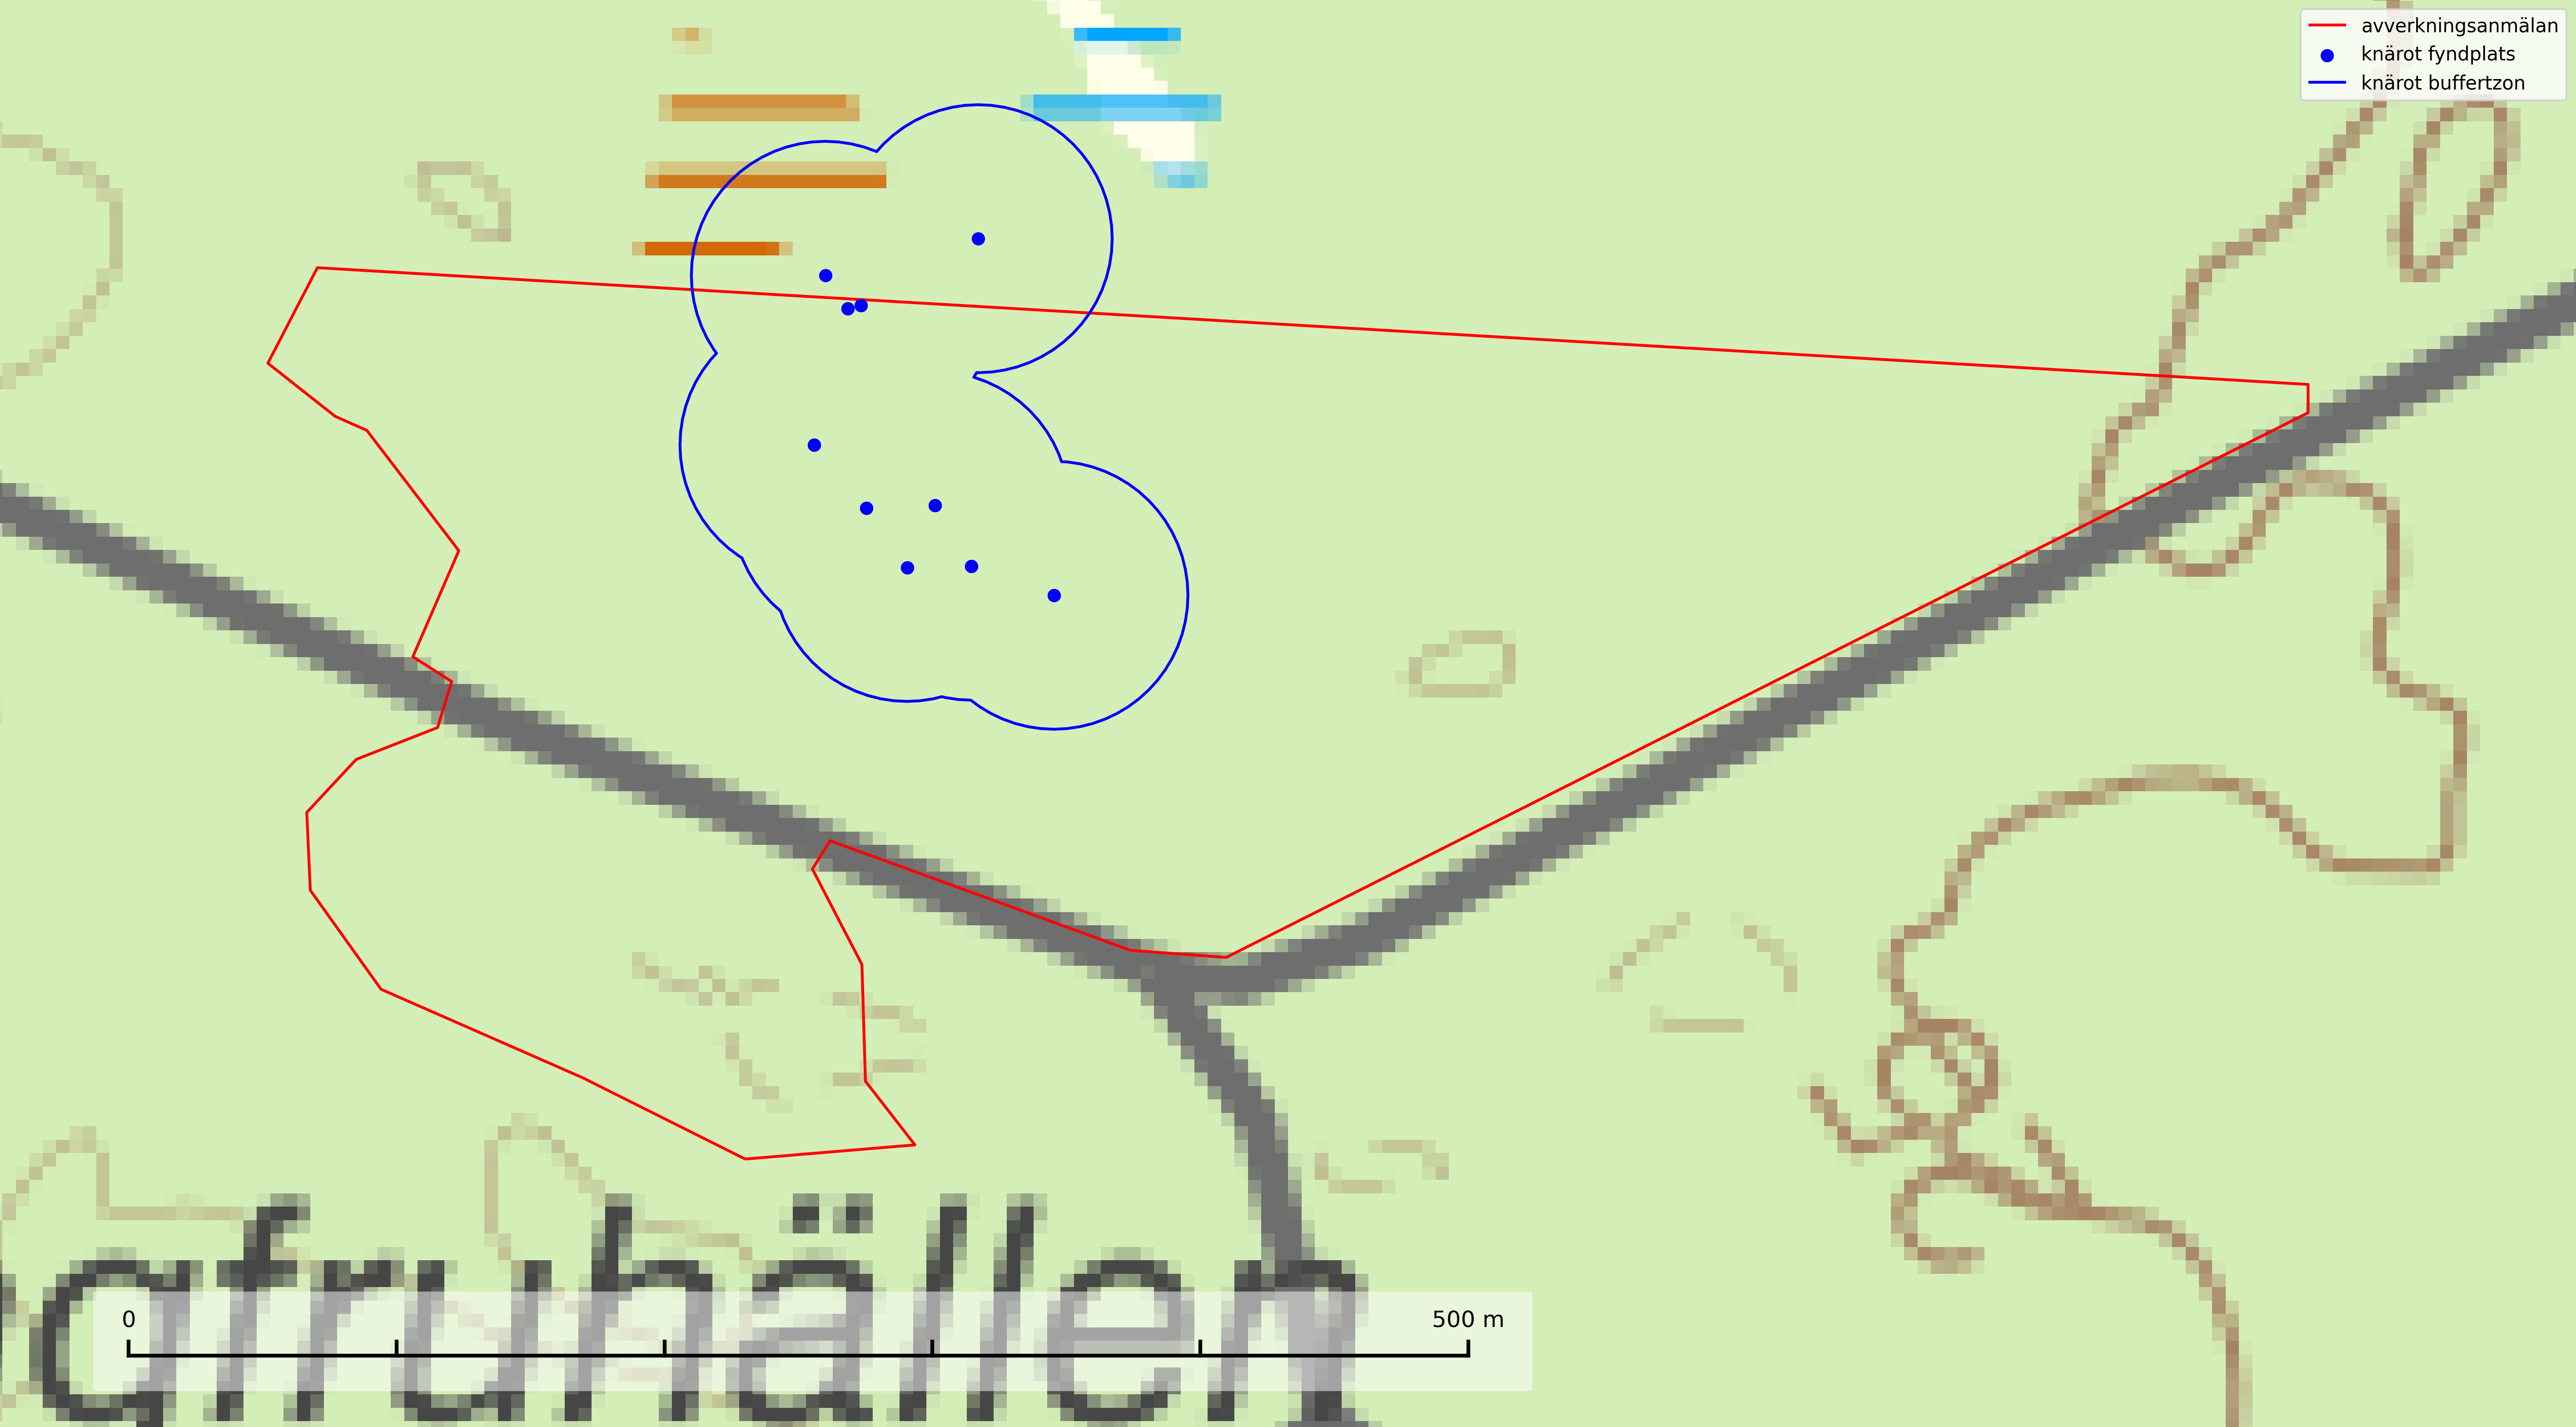 avverkningsanmälan
knärot fyndplats
knärot buffertzon
gfruhällen
0 500 m